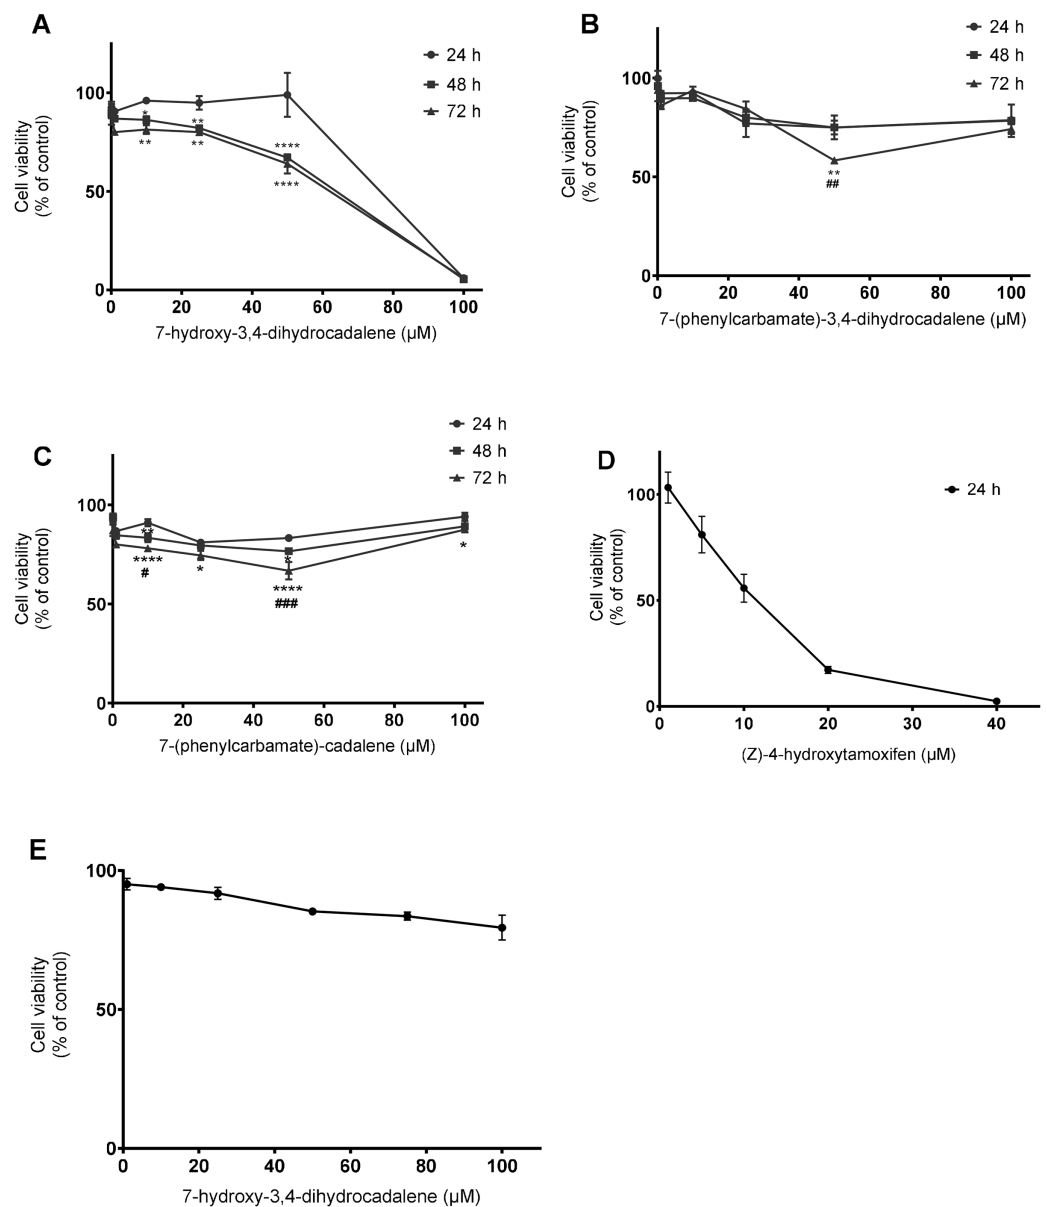 A
24 h
48 h
72 h
Cell viability
(% of control)
100
50
0
*
**
**
**
****
****
0 20 40 60 80 100
7-hydroxy-3,4-dihydrocadalene (µM)
B
24 h
48 h
72 h
Cell viability
(% of control)
100
50
0
**
##
0 20 40 60 80 100
7-(phenylcarbamate)-3,4-dihydrocadalene (µM)
C
24 h
48 h
72 h
Cell viability
(% of control)
100
50
0
**
****
#
*
*
****
###
*
0 20 40 60 80 100
7-(phenylcarbamate)-cadalene (µM)
D
24 h
Cell viability
(% of control)
100
50
0
0 10 20 30 40
(Z)-4-hydroxytamoxifen (µM)
E
Cell viability
(% of control)
100
50
0
0 20 40 60 80 100
7-hydroxy-3,4-dihydrocadalene (µM)